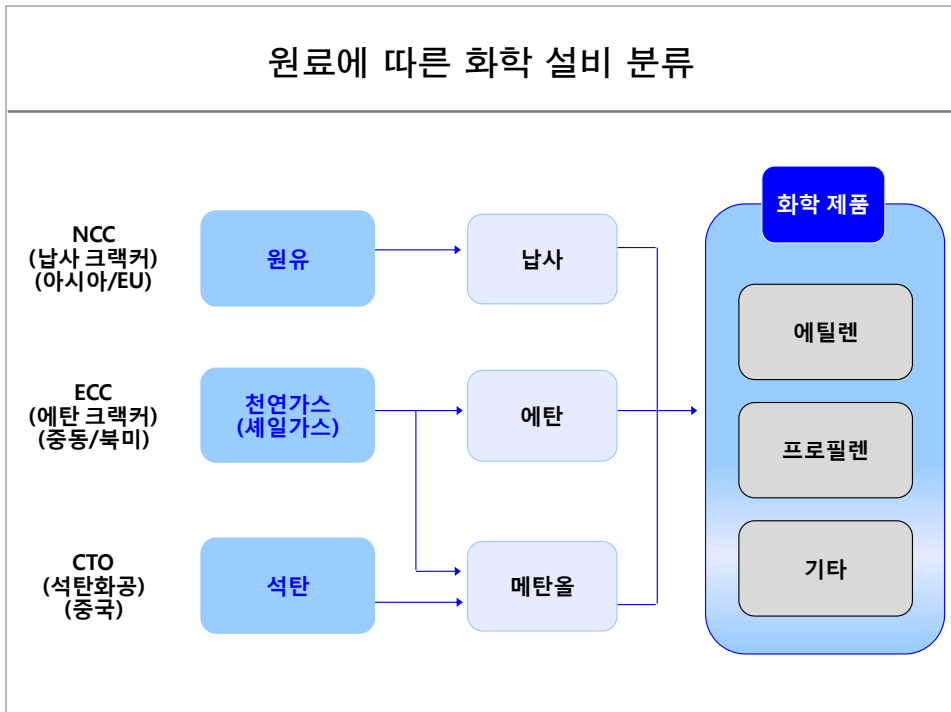 원료에 따른 화학 설비 분류
화학 제품
NCC
(납사 크랙커)
(아시아/EU)
원유
납사
에틸렌
ECC
(에탄 크랙커)
(중동/북미)
천연가스
(셰일가스)
에탄
프로필렌
CTO
(석탄화공)
(중국)
석탄
메탄올
기타